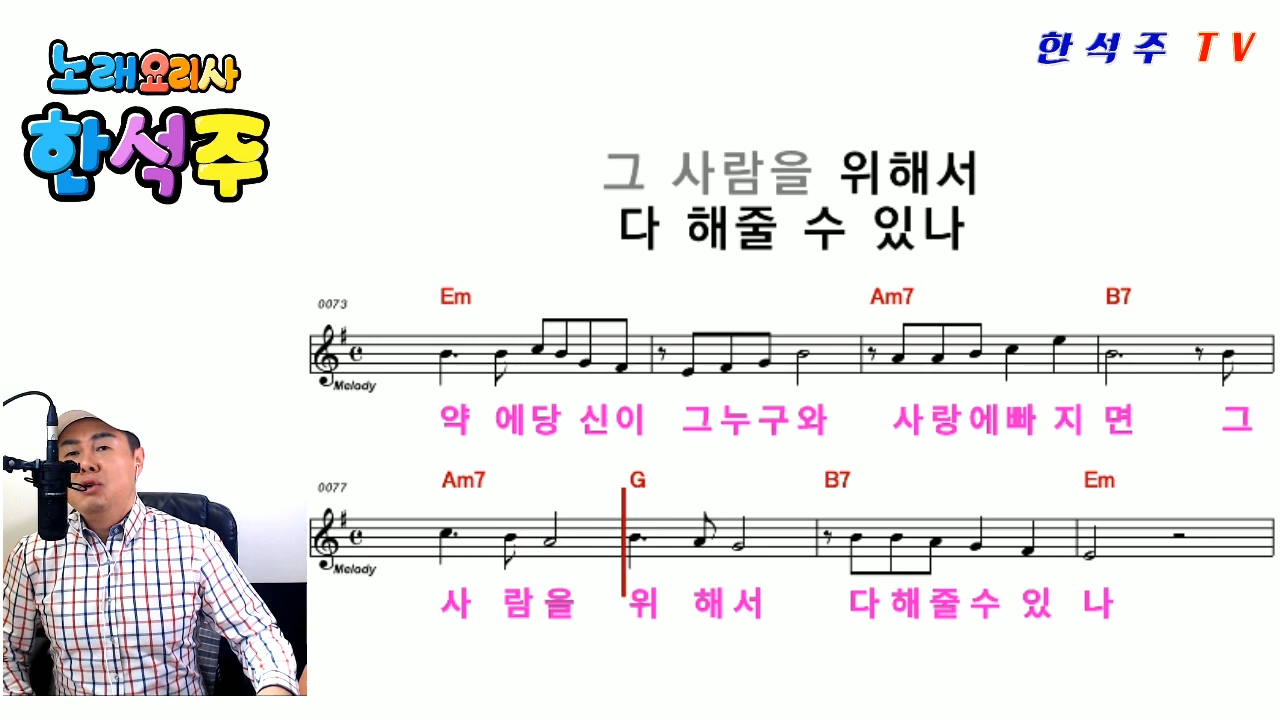 노래요리사
한석주
한석주 TV
그 사람을 위해서
다 해줄 수 있나
0073
Em Am7 B7
Melody
약 에당 신이 그누구와 사랑에빠 지 면 그
0077
Am7 G B7 Em
Melody
사 람을 위 해서 다해줄수 있 나